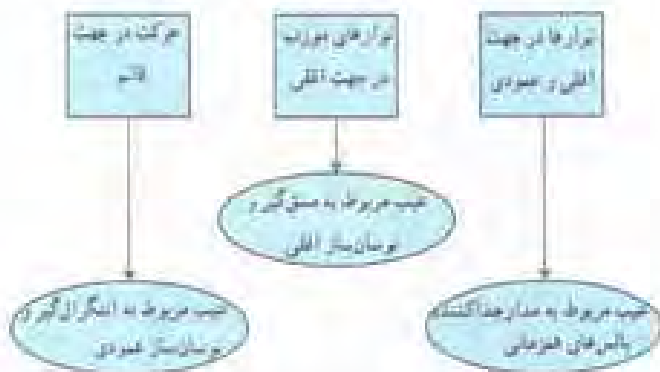 نوارها در جهت
افقی و عمودی
نوارهای مورب
در جهت افقی
حرکت در جهت
قائم
عیب مربوط به مشتق‌گیر و
نوسان‌ساز افقی
عیب مربوط به مدار جداکننده
پالس‌های همزمانی
عیب مربوط به انتگرال‌گیر و
نوسان‌ساز عمودی